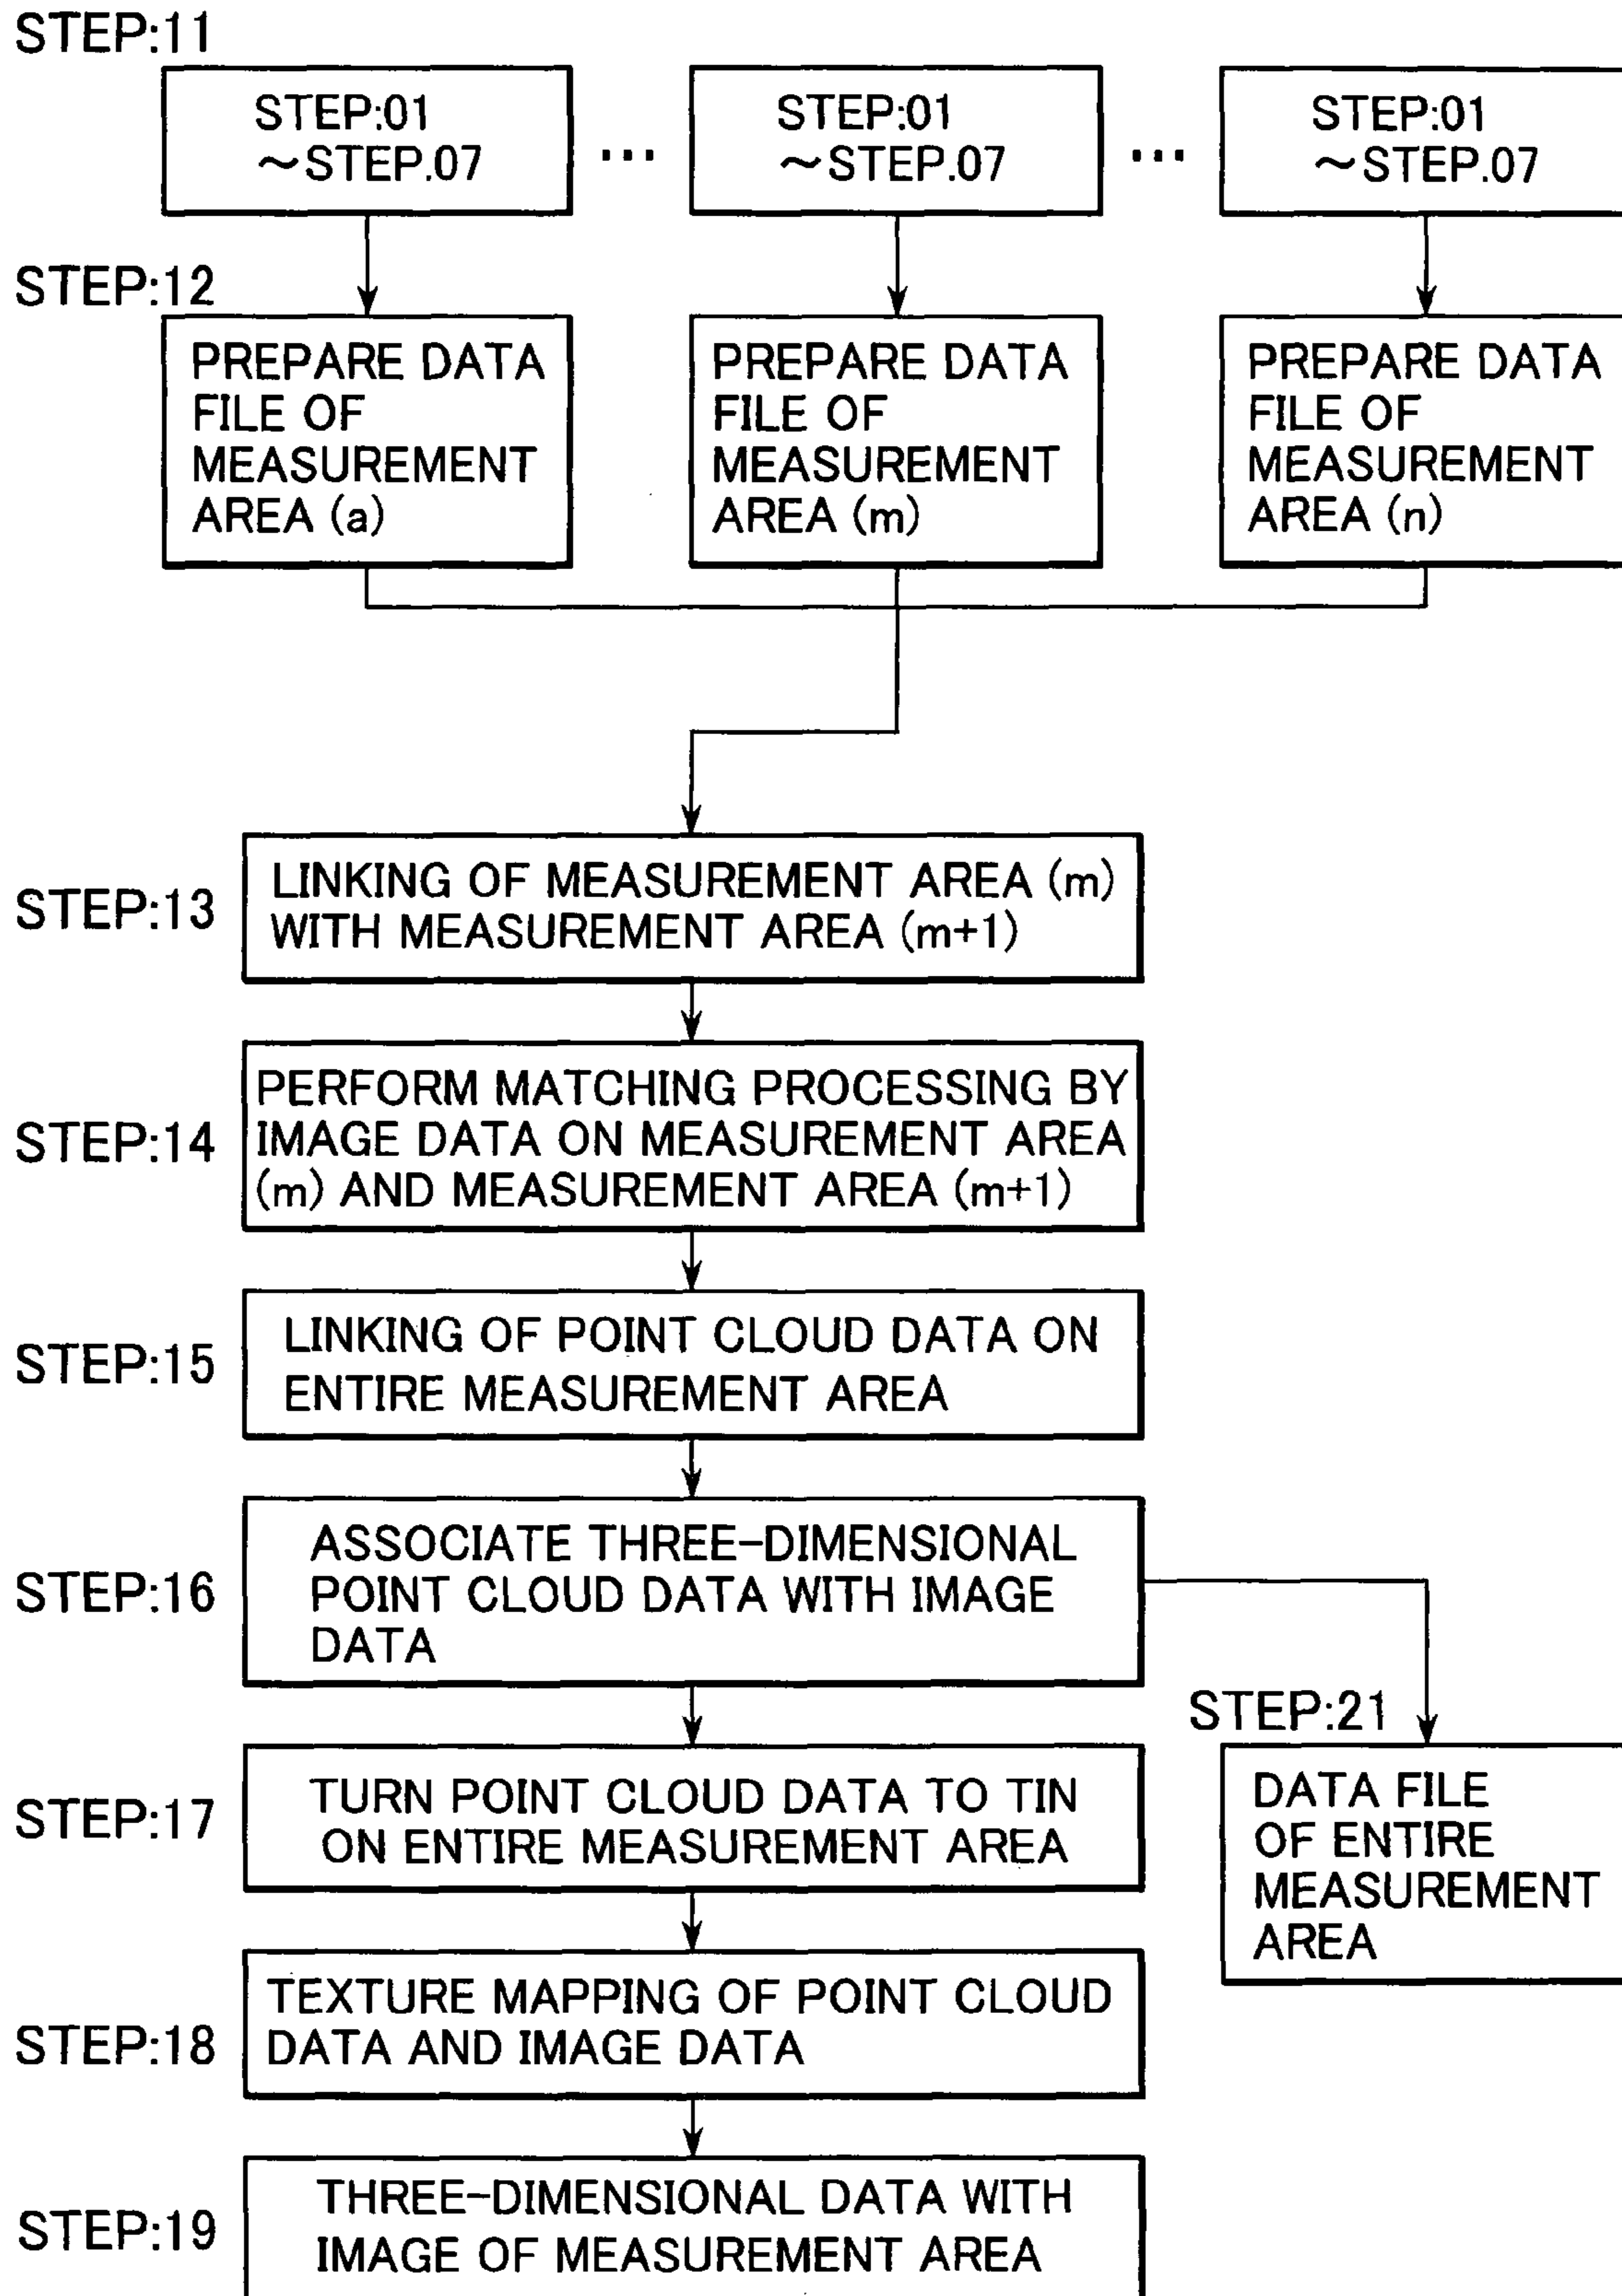 STEP:11
STEP:01
~STEP.07
...
STEP:01
~STEP.07
...
STEP:01
~STEP.07
STEP:12
PREPARE DATA
FILE OF
MEASUREMENT
AREA (a)
PREPARE DATA
FILE OF
MEASUREMENT
AREA (m)
PREPARE DATA
FILE OF
MEASUREMENT
AREA (n)
STEP:13
LINKING OF MEASUREMENT AREA (m)
WITH MEASUREMENT AREA (m+1)
STEP:14
PERFORM MATCHING PROCESSING BY
IMAGE DATA ON MEASUREMENT AREA
(m) AND MEASUREMENT AREA (m+1)
STEP:15
LINKING OF POINT CLOUD DATA ON
ENTIRE MEASUREMENT AREA
STEP:16
ASSOCIATE THREE-DIMENSIONAL
POINT CLOUD DATA WITH IMAGE
DATA
STEP:21
DATA FILE
OF ENTIRE
MEASUREMENT
AREA
STEP:17
TURN POINT CLOUD DATA TO TIN
ON ENTIRE MEASUREMENT AREA
STEP:18
TEXTURE MAPPING OF POINT CLOUD
DATA AND IMAGE DATA
STEP:19
THREE-DIMENSIONAL DATA WITH
IMAGE OF MEASUREMENT AREA